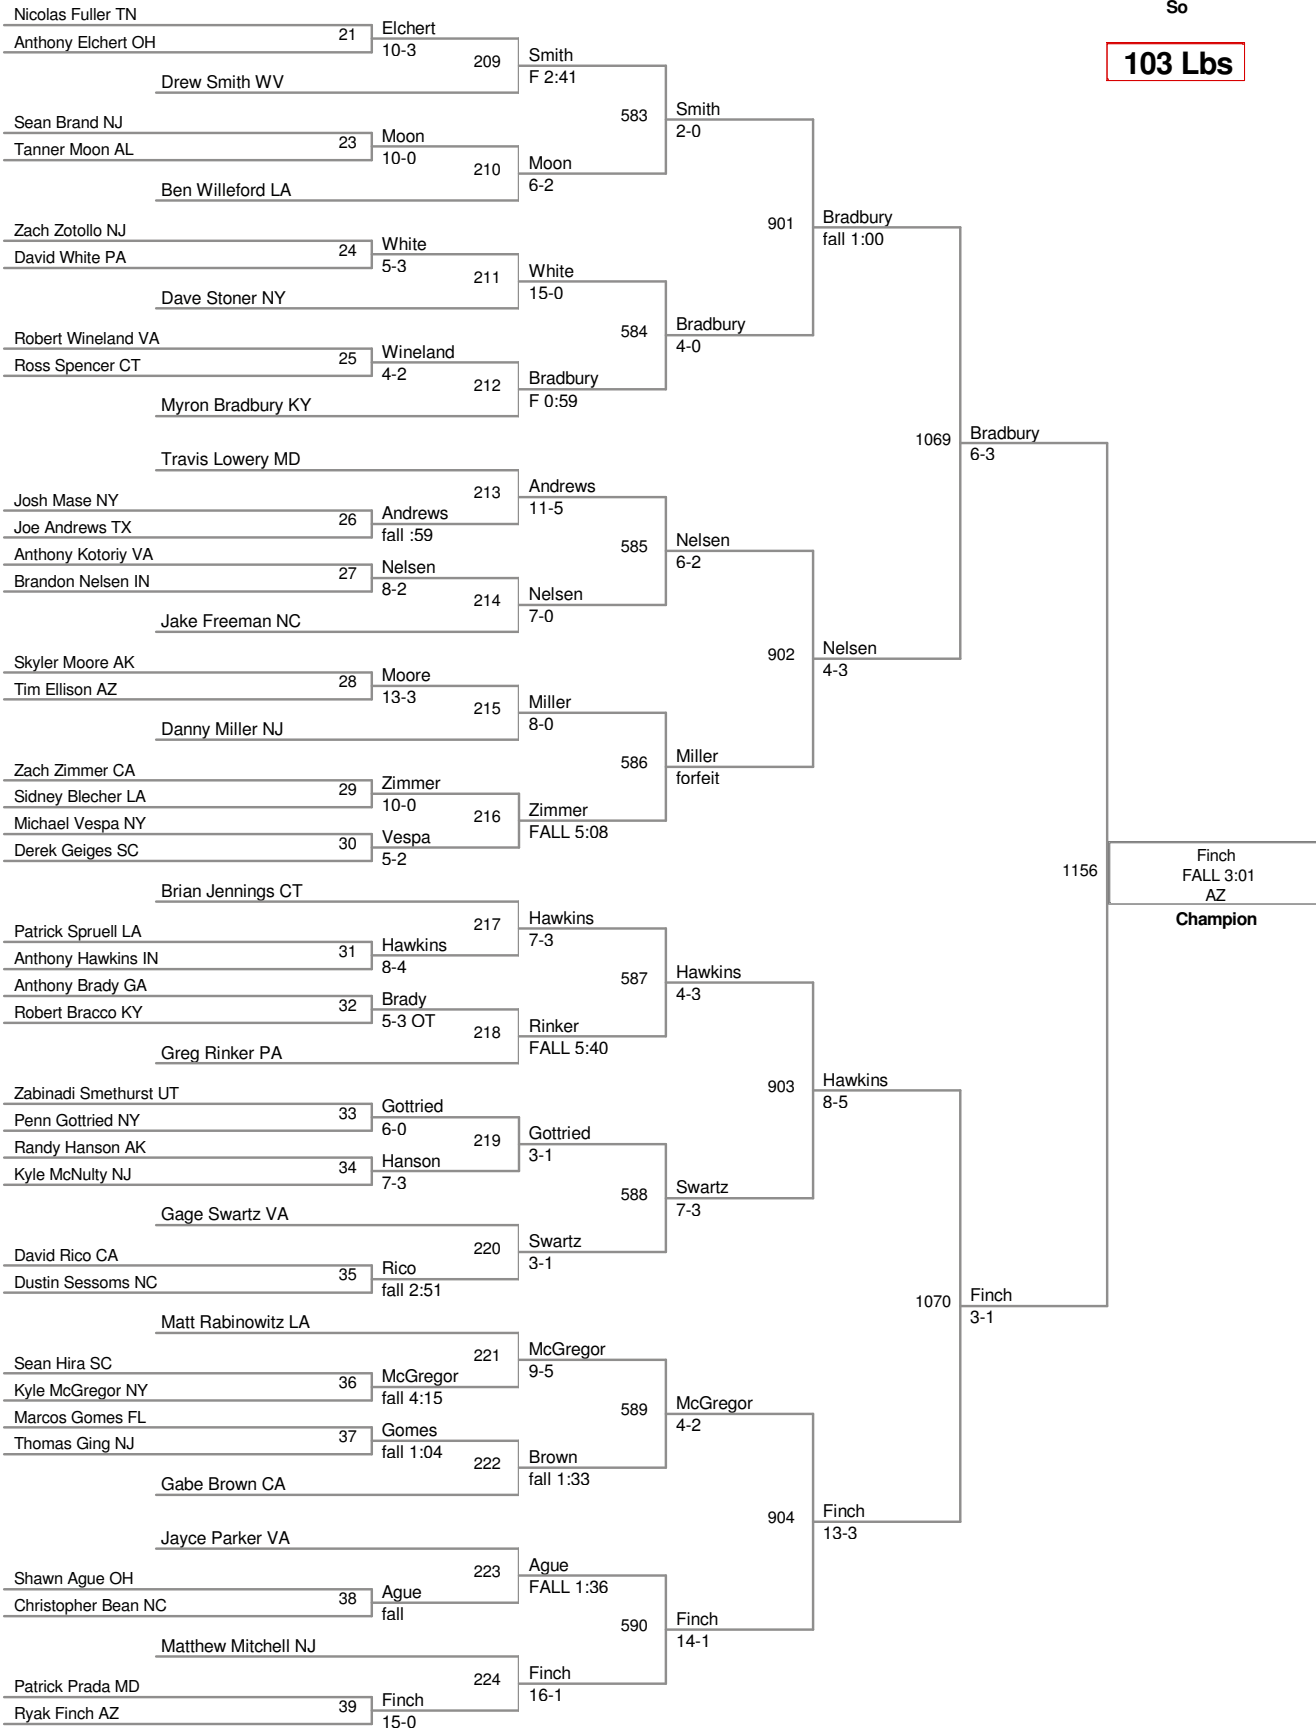 So
103 Lbs
Nicolas Fuller TN
21
Elchert
Anthony Elchert OH
10-3
209
Smith
F 2:41
Drew Smith WV
583
Smith
2-0
Sean Brand NJ
23
Moon
Tanner Moon AL
10-0
210
Moon
6-2
Ben Willeford LA
901
Bradbury
fall 1:00
Zach Zotollo NJ
24
White
David White PA
5-3
211
White
15-0
Dave Stoner NY
584
Bradbury
4-0
Robert Wineland VA
25
Wineland
Ross Spencer CT
4-2
212
Bradbury
F 0:59
Myron Bradbury KY
1069
Bradbury
6-3
Travis Lowery MD
213
Andrews
11-5
Josh Mase NY
26
Andrews
Joe Andrews TX
fall :59
585
Nelsen
6-2
Anthony Kotoriy VA
27
Nelsen
Brandon Nelsen IN
8-2
214
Nelsen
7-0
Jake Freeman NC
902
Nelsen
4-3
Skyler Moore AK
28
Moore
Tim Ellison AZ
13-3
215
Miller
8-0
Danny Miller NJ
586
Miller
forfeit
Zach Zimmer CA
29
Zimmer
Sidney Blecher LA
10-0
216
Zimmer
FALL 5:08
Michael Vespa NY
30
Vespa
Derek Geiges SC
5-2
1156
Finch
FALL 3:01
AZ
Champion
Brian Jennings CT
217
Hawkins
7-3
Patrick Spruell LA
31
Hawkins
Anthony Hawkins IN
8-4
587
Hawkins
4-3
Anthony Brady GA
32
Brady
Robert Bracco KY
5-3 OT
218
Rinker
FALL 5:40
Greg Rinker PA
903
Hawkins
8-5
Zabinadi Smethurst UT
33
Gottried
Penn Gottried NY
6-0
219
Gottried
3-1
Randy Hanson AK
34
Hanson
Kyle McNulty NJ
7-3
588
Swartz
7-3
Gage Swartz VA
220
Swartz
3-1
David Rico CA
35
Rico
Dustin Sessoms NC
fall 2:51
1070
Finch
3-1
Matt Rabinowitz LA
221
McGregor
9-5
Sean Hira SC
36
McGregor
Kyle McGregor NY
fall 4:15
589
McGregor
4-2
Marcos Gomes FL
37
Gomes
Thomas Ging NJ
fall 1:04
222
Brown
fall 1:33
Gabe Brown CA
904
Finch
13-3
Jayce Parker VA
223
Ague
FALL 1:36
Shawn Ague OH
38
Ague
Christopher Bean NC
fall
590
Finch
14-1
Matthew Mitchell NJ
224
Finch
16-1
Patrick Prada MD
39
Finch
Ryak Finch AZ
15-0